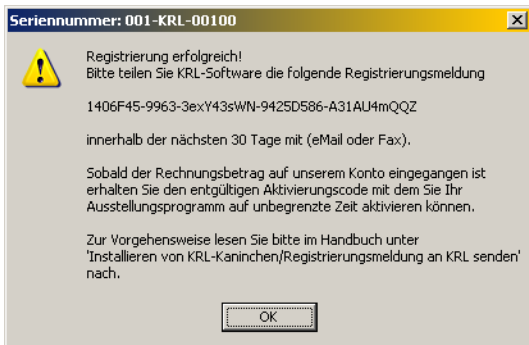 Seriennummer: 001-KRL-00100
Registrierung erfolgreich!
Bitte teilen Sie KRL-Software die folgende Registrierungsmeldung
1406F45-9963-3exY43sWN-9425D586-A31AU4mQQZ
innerhalb der nächsten 30 Tage mit (eMail oder Fax).
Sobald der Rechnungsbetrag auf unserem Konto eingegangen ist
erhalten Sie den entgültigen Aktivierungscode mit dem Sie Ihr
Ausstellungsprogramm auf unbegrenzte Zeit aktivieren können.
Zur Vorgehensweise lesen Sie bitte im Handbuch unter
'Installieren von KRL-Kaninchen/Registrierungsmeldung an KRL senden'
nach.
OK